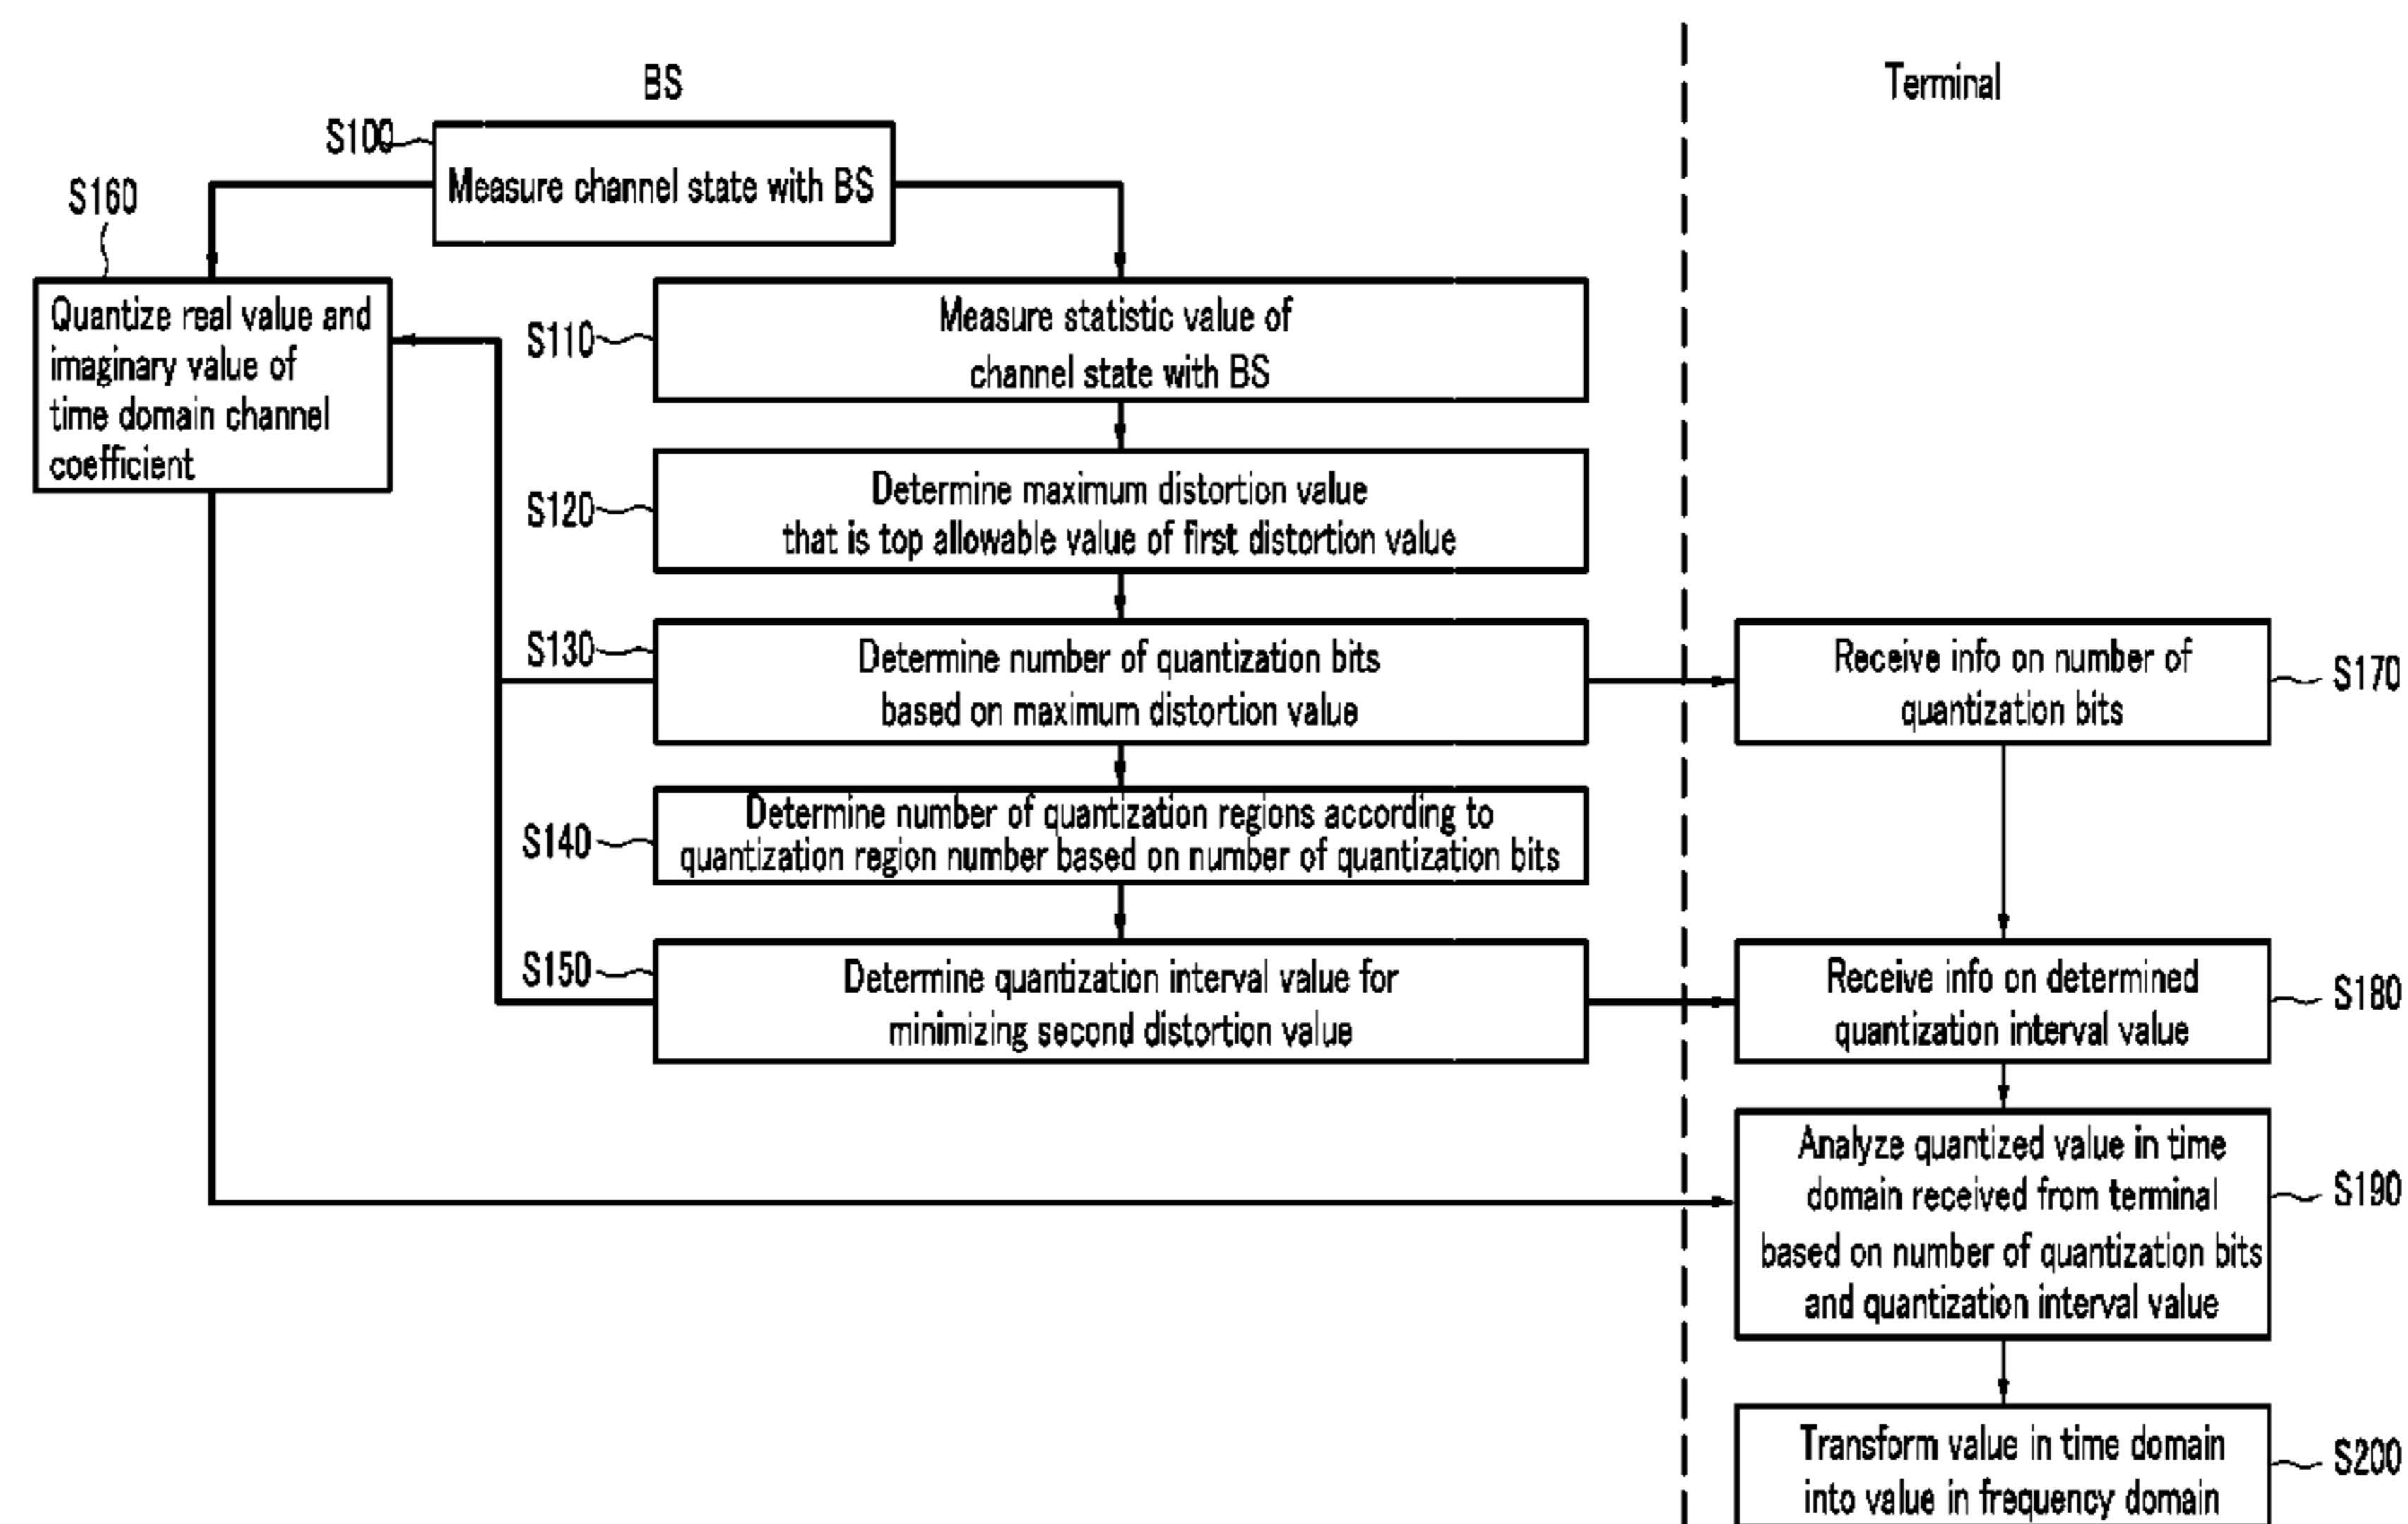 BS
Terminal
S100
Measure channel state with BS
S160
Quantize real value and
imaginary value of
time domain channel
coefficient
S110
Measure statistic value of
channel state with BS
S120
Determine maximum distortion value
that is top allowable value of first distortion value
S130
Determine number of quantization bits
based on maximum distortion value
Receive info on number of
quantization bits
S170
S140
Determine number of quantization regions according to
quantization region number based on number of quantization bits
S150
Determine quantization interval value for
minimizing second distortion value
Receive info on determined
quantization interval value
S180
Analyze quantized value in time
domain received from terminal
based on number of quantization bits
and quantization interval value
S190
Transform value in time domain
into value in frequency domain
S200